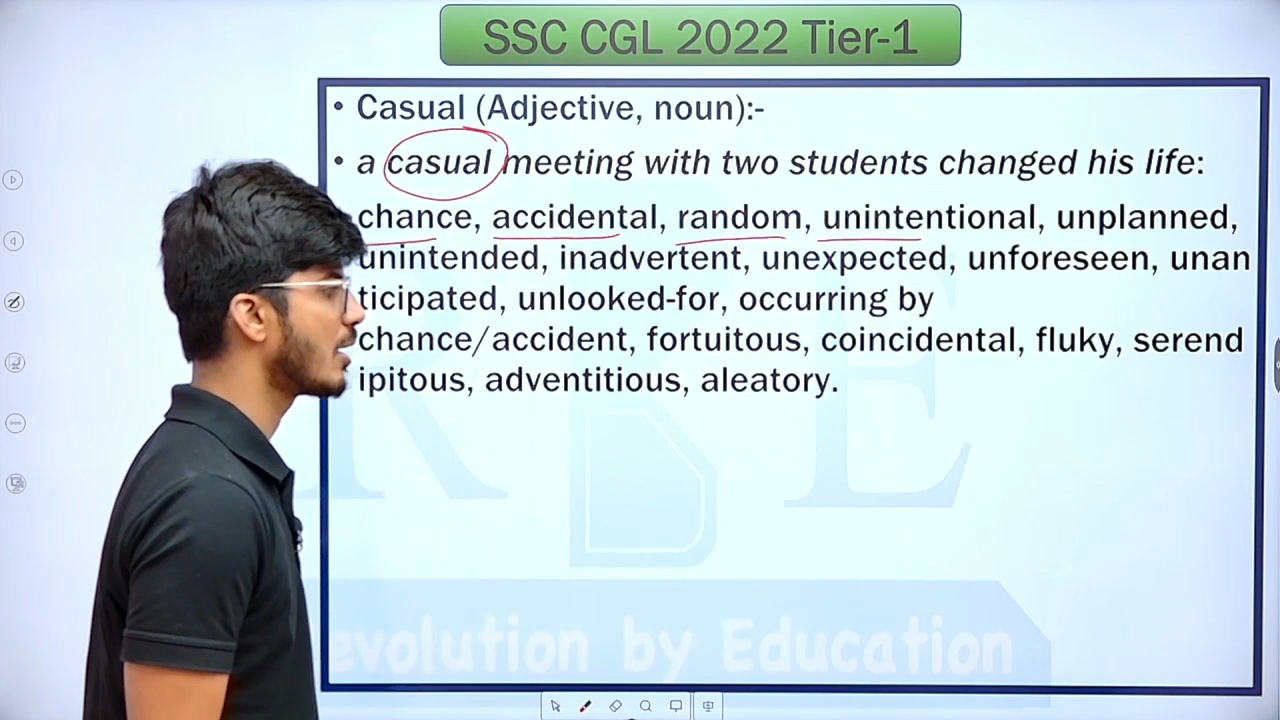 SSC CGL 2022 Tier-1
• Casual (Adjective, noun):-
• a casual meeting with two students changed his life:
chance, accidental, random, unintentional, unplanned,
unintended, inadvertent, unexpected, unforeseen, unan
ticipated, unlooked-for, occurring by
chance/accident, fortuitous, coincidental, fluky, serend
ipitous, adventitious, aleatory.
K E
evolution by Education